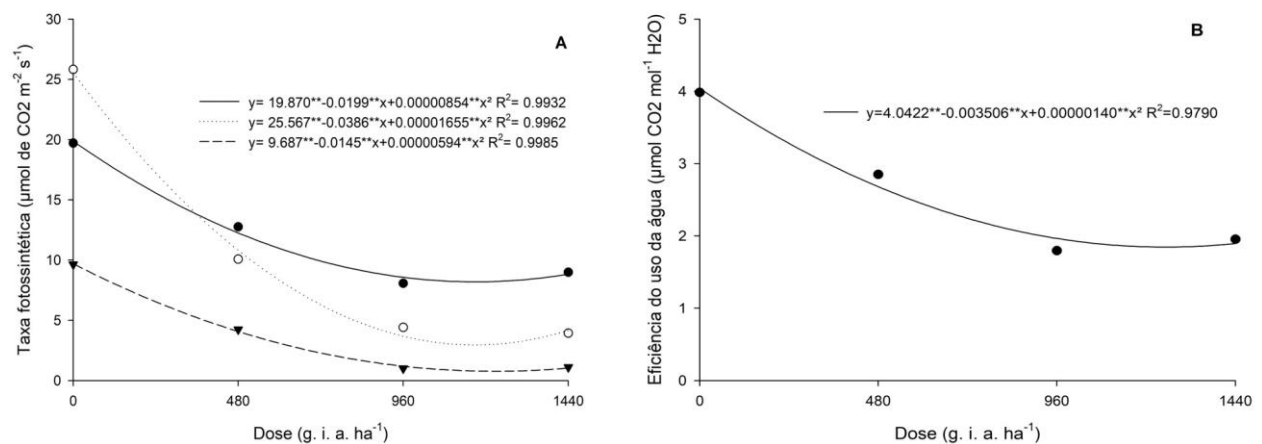 A
y= 19.870**-0.0199**x+0.00000854**x² R²= 0.9932
y= 25.567**-0.0386**x+0.00001655**x² R²= 0.9962
y= 9.687**-0.0145**x+0.00000594**x² R²= 0.9985
Taxa fotossintética (µmol de CO2 m⁻² s⁻¹)
30
25
20
15
10
5
0
0 480 960 1440
Dose (g. i. a. ha⁻¹)
B
y=4.0422**-0.003506**x+0.00000140**x² R²=0.9790
Eficiência do uso da água (µmol CO2 mol⁻¹ H2O)
5
4
3
2
1
0
0 480 960 1440
Dose (g. i. a. ha⁻¹)